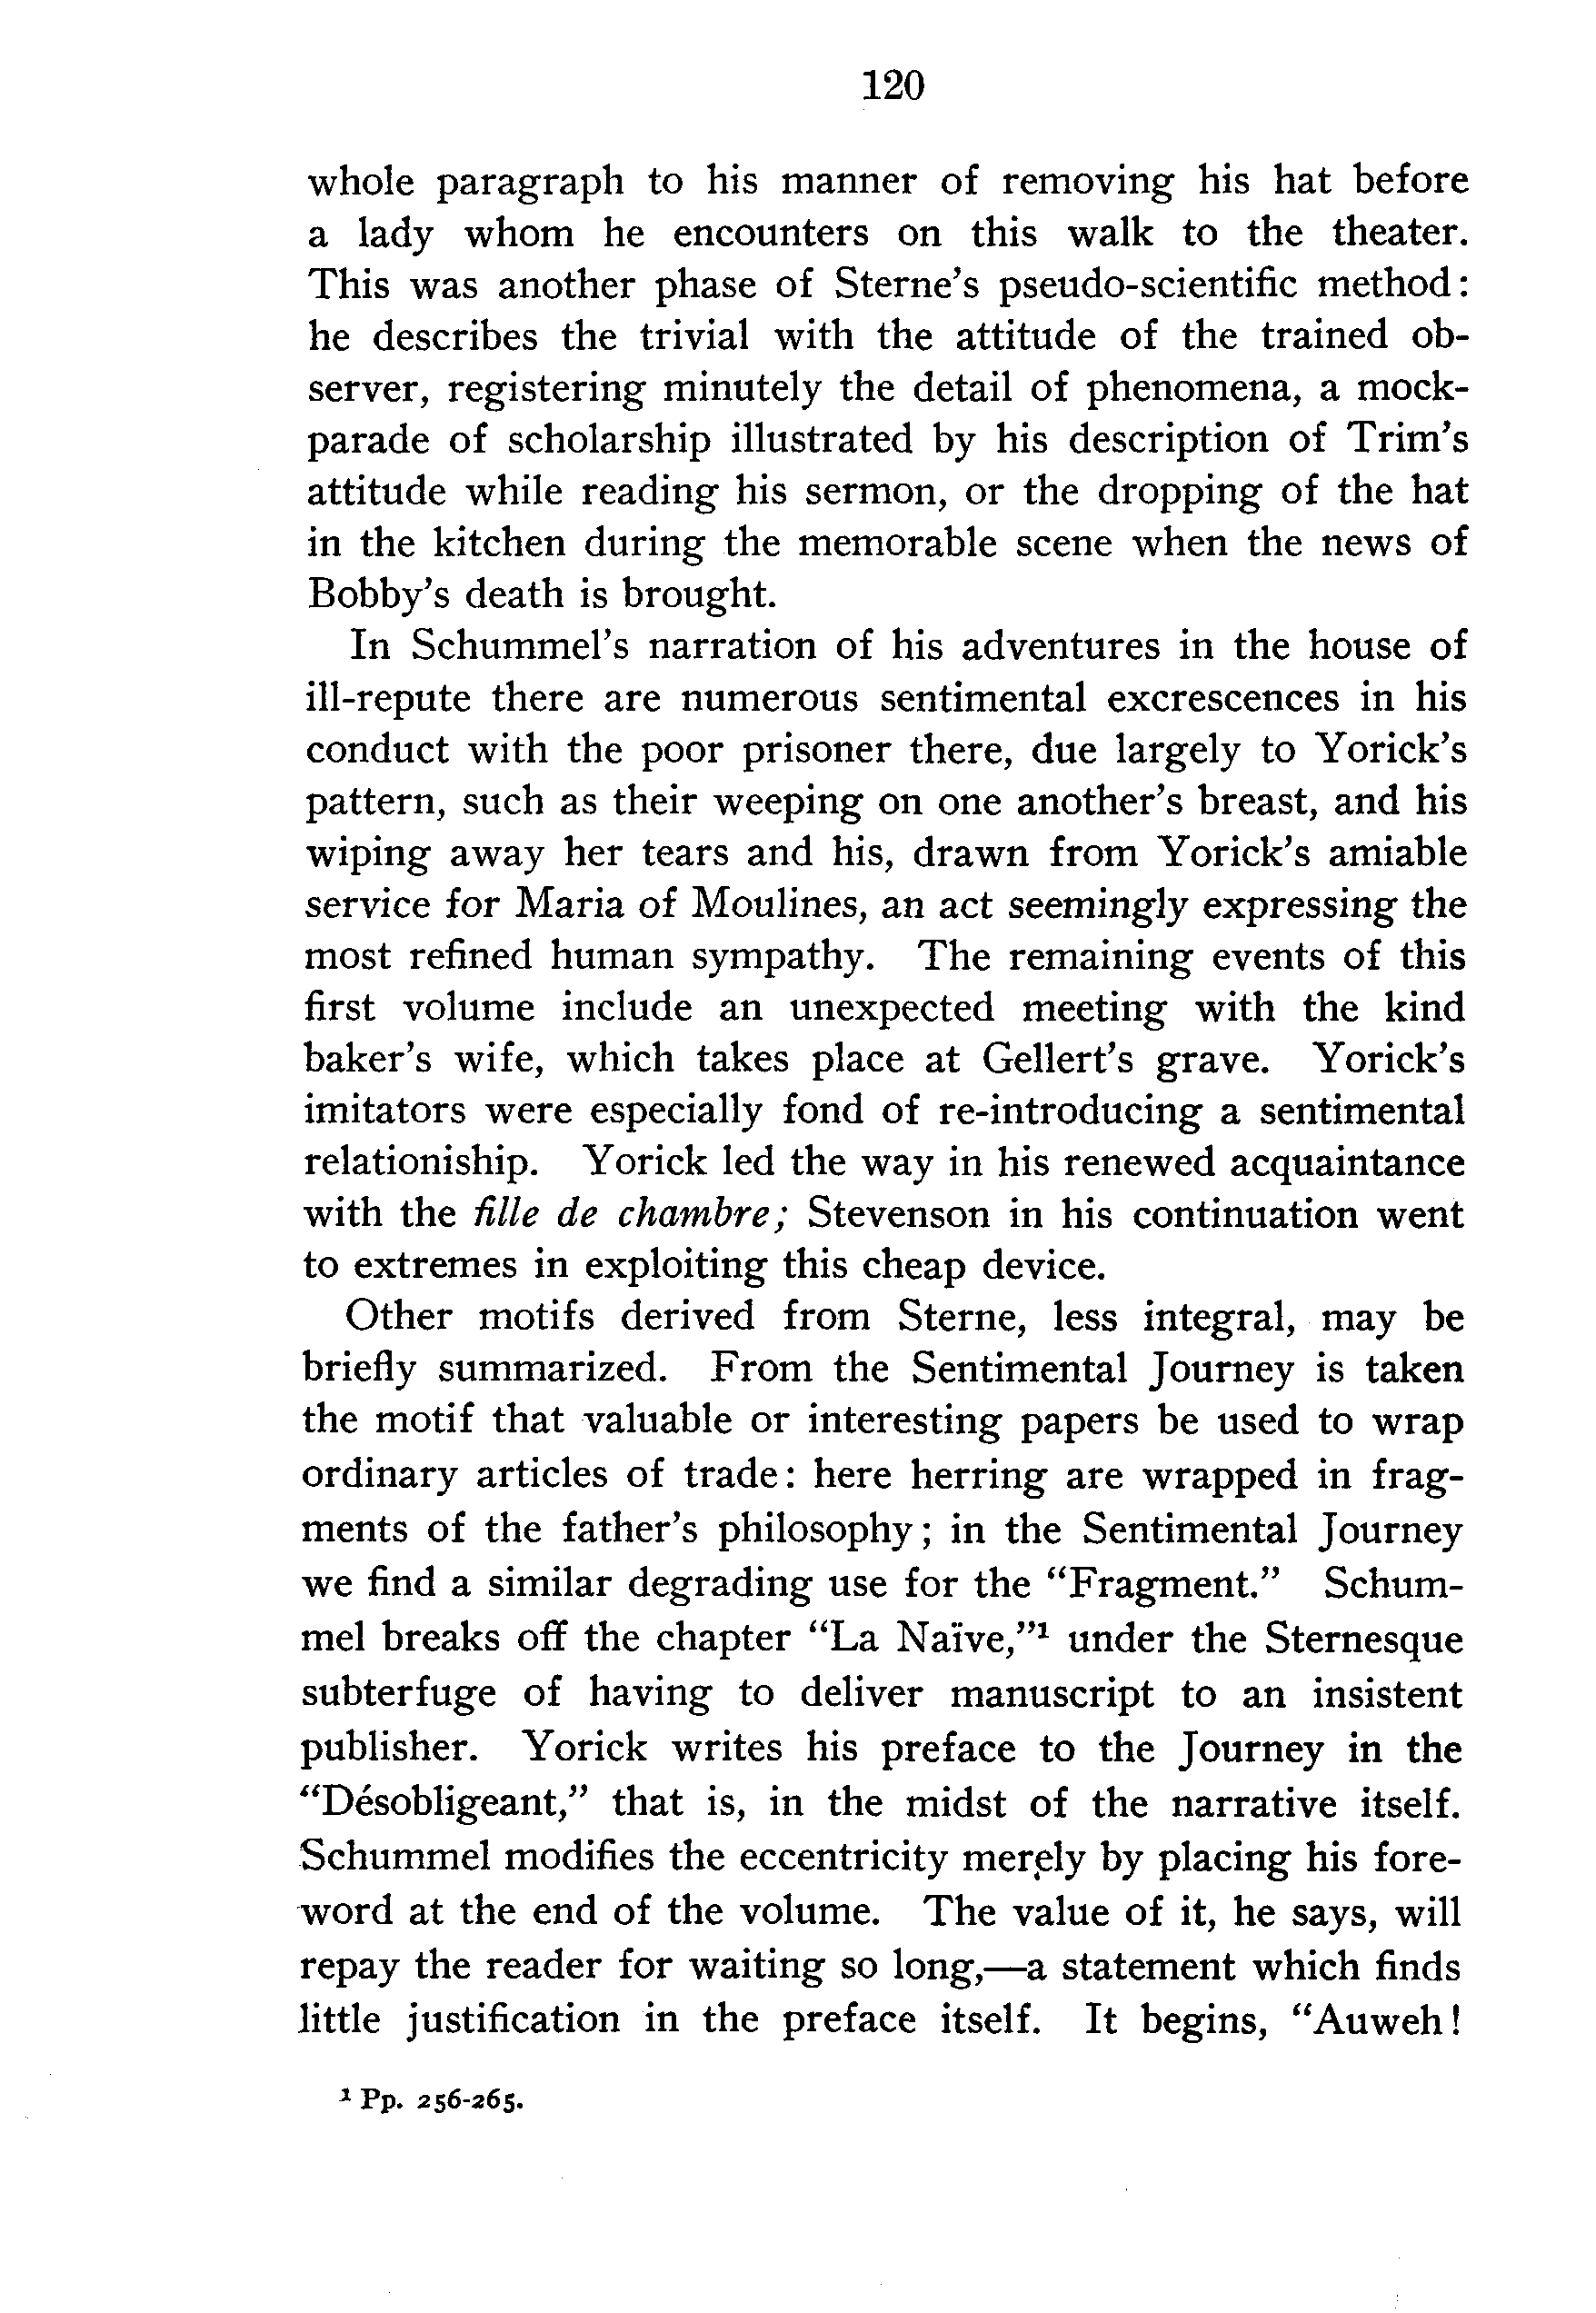 120
whole paragraph to his manner of removing his hat before
a lady whom he encounters on this walk to the theater.
This was another phase of Sterne's pseudo-scientific method:
he describes the trivial with the attitude of the trained ob-
server, registering minutely the detail of phenomena, a mock-
parade of scholarship illustrated by his description of Trim's
attitude while reading his sermon, or the dropping of the hat
in the kitchen during the memorable scene when the news of
Bobby's death is brought.
In Schummel's narration of his adventures in the house of
ill-repute there are numerous sentimental excrescences in his
conduct with the poor prisoner there, due largely to Yorick's
pattern, such as their weeping on one another's breast, and his
wiping away her tears and his, drawn from Yorick's amiable
service for Maria of Moulines, an act seemingly expressing the
most refined human sympathy. The remaining events of this
first volume include an unexpected meeting with the kind
baker's wife, which takes place at Gellert's grave. Yorick's
imitators were especially fond of re-introducing a sentimental
relationiship. Yorick led the way in his renewed acquaintance
with the fille de chambre; Stevenson in his continuation went
to extremes in exploiting this cheap device.
Other motifs derived from Sterne, less integral, may be
briefly summarized. From the Sentimental Journey is taken
the motif that valuable or interesting papers be used to wrap
ordinary articles of trade: here herring are wrapped in frag-
ments of the father's philosophy; in the Sentimental Journey
we find a similar degrading use for the "Fragment." Schum-
mel breaks off the chapter "La Naïve,"¹ under the Sternesque
subterfuge of having to deliver manuscript to an insistent
publisher. Yorick writes his preface to the Journey in the
"Désobligeant," that is, in the midst of the narrative itself.
Schummel modifies the eccentricity merely by placing his fore-
word at the end of the volume. The value of it, he says, will
repay the reader for waiting so long,—a statement which finds
little justification in the preface itself. It begins, "Auweh!
¹ Pp. 256-265.